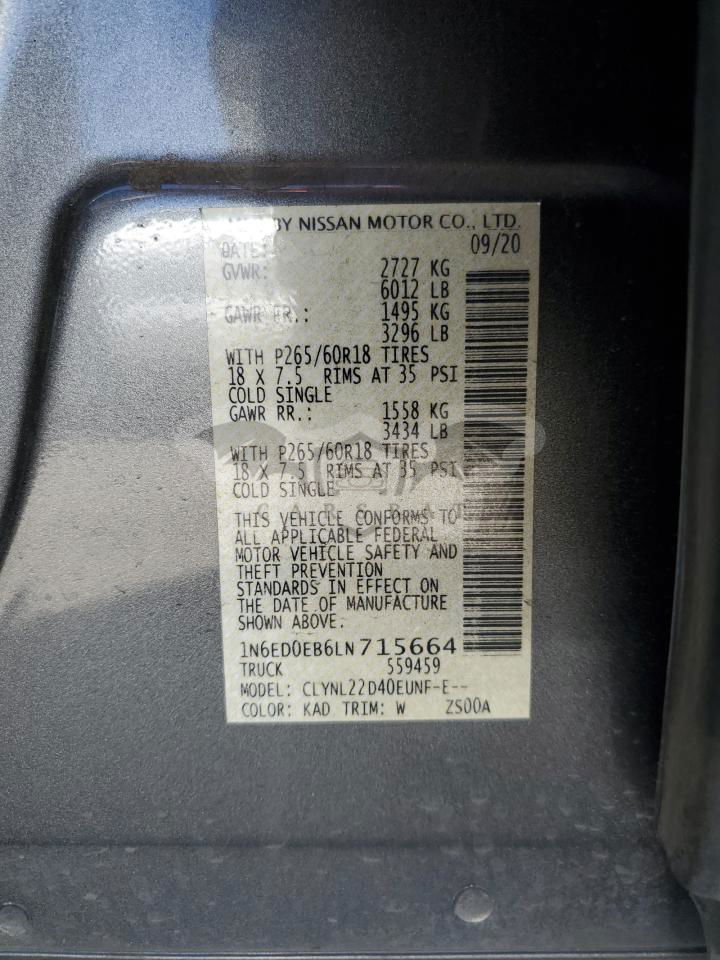 BY NISSAN MOTOR CO., LTD.
DATE: 09/20
GVWR: 2727 KG
6012 LB
GAWR FR.: 1495 KG
3296 LB
WITH P265/60R18 TIRES
18 X 7.5 RIMS AT 35 PSI
COLD SINGLE
GAWR RR.: 1558 KG
3434 LB
WITH P265/60R18 TIRES
18 X 7.5 RIMS AT 35 PSI
COLD SINGLE
THIS VEHICLE CONFORMS TO
ALL APPLICABLE FEDERAL
MOTOR VEHICLE SAFETY AND
THEFT PREVENTION
STANDARDS IN EFFECT ON
THE DATE OF MANUFACTURE
SHOWN ABOVE.
1N6ED0EB6LN715664
TRUCK 559459
MODEL: CLYNL22D40EUNF-E--
COLOR: KAD TRIM: W ZS00A